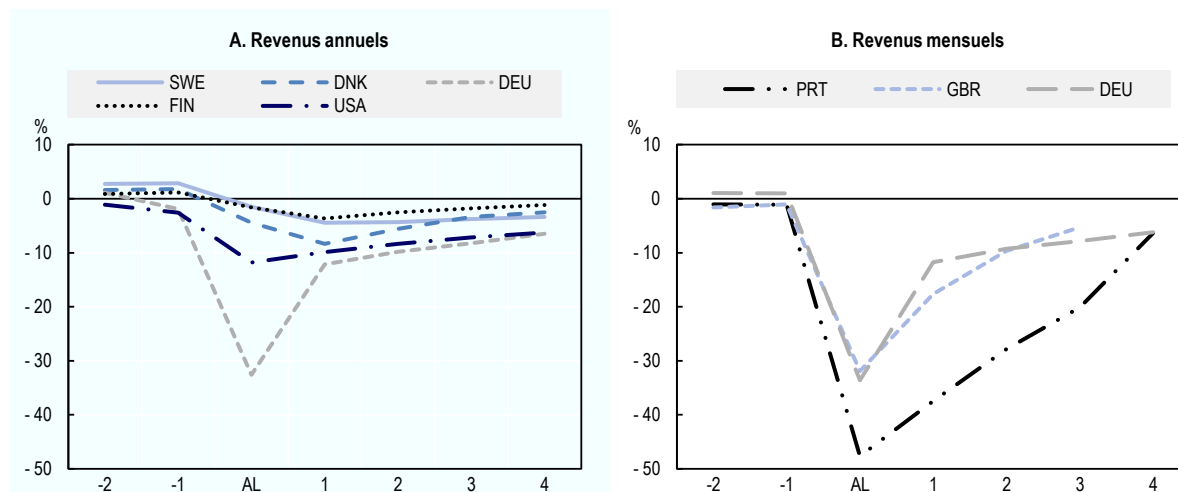 A. Revenus annuels
SWE DNK DEU
FIN USA
%
10
0
- 10
- 20
- 30
- 40
- 50
-2 -1 AL 1 2 3 4
B. Revenus mensuels
PRT GBR DEU
%
10
0
- 10
- 20
- 30
- 40
- 50
-2 -1 AL 1 2 3 4